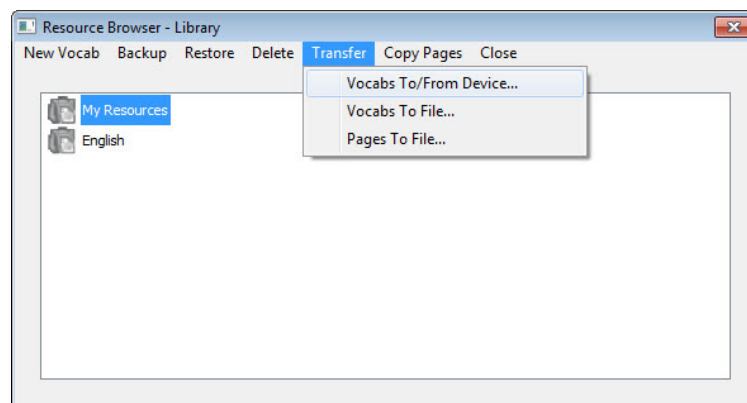 Resource Browser - Library
New Vocab Backup Restore Delete Transfer Copy Pages Close
Vocabs To/From Device...
My Resources
Vocabs To File...
English
Pages To File...